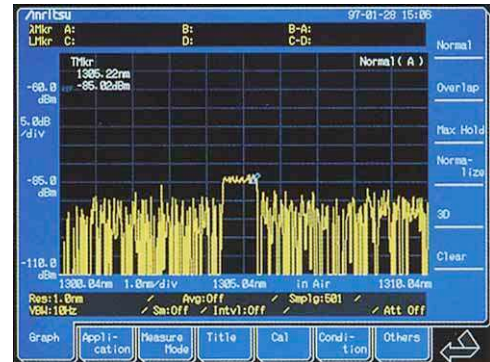 Anritsu 97-01-28 15:06
λMkr A: B: B-A:
LMkr C: D: C-D:
Normal
TMkr Normal(A)
1305.22nm
-85.02dBm
-60.0
dBm
REF
Overlap
5.0dB
/div
Max Hold
Norma-
lize
-85.0
dBm
3D
Clear
-110.0
dBm
1300.04nm 1.0nm/div 1305.04nm in Air 1310.04nm
Res:1.0nm / Avg:Off / Smplg:501 /
VBW:10Hz / Sm:Off / Intvl:Off / / Att Off
Graph
Appli-
cation
Measure
Mode
Title
Cal
Condi-
tion
Others